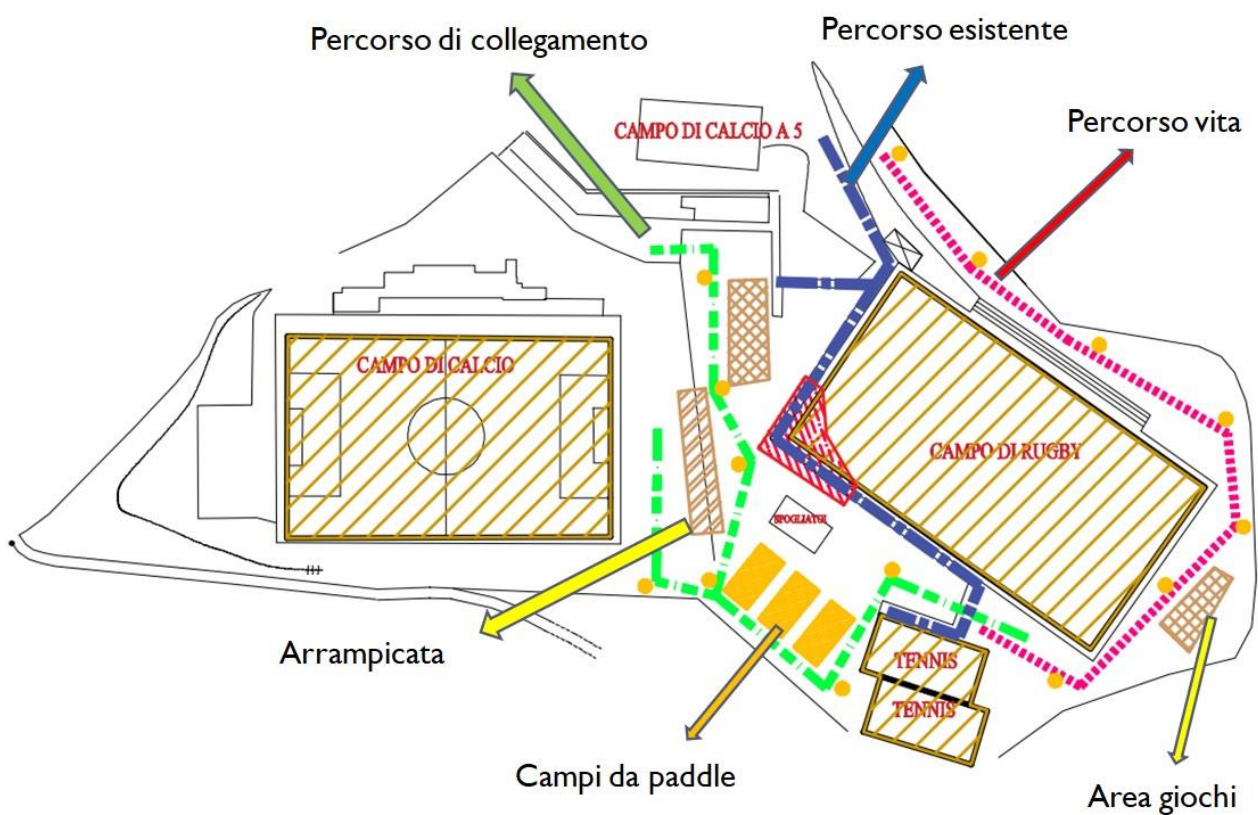 Percorso di collegamento
Percorso esistente
Percorso vita
CAMPO DI CALCIO A 5
CAMPO DI CALCIO
CAMPO DI RUGBY
SPOGLIATOI
Arrampicata
TENNIS
TENNIS
Campi da paddle
Area giochi